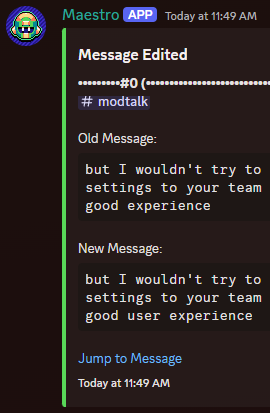 Maestro APP Today at 11:49 AM
Message Edited
•••••••••#0 (•••••••••••••••••••••••••••
# modtalk
Old Message:
but I wouldn't try to
settings to your team
good experience
New Message:
but I wouldn't try to
settings to your team
good user experience
Jump to Message
Today at 11:49 AM